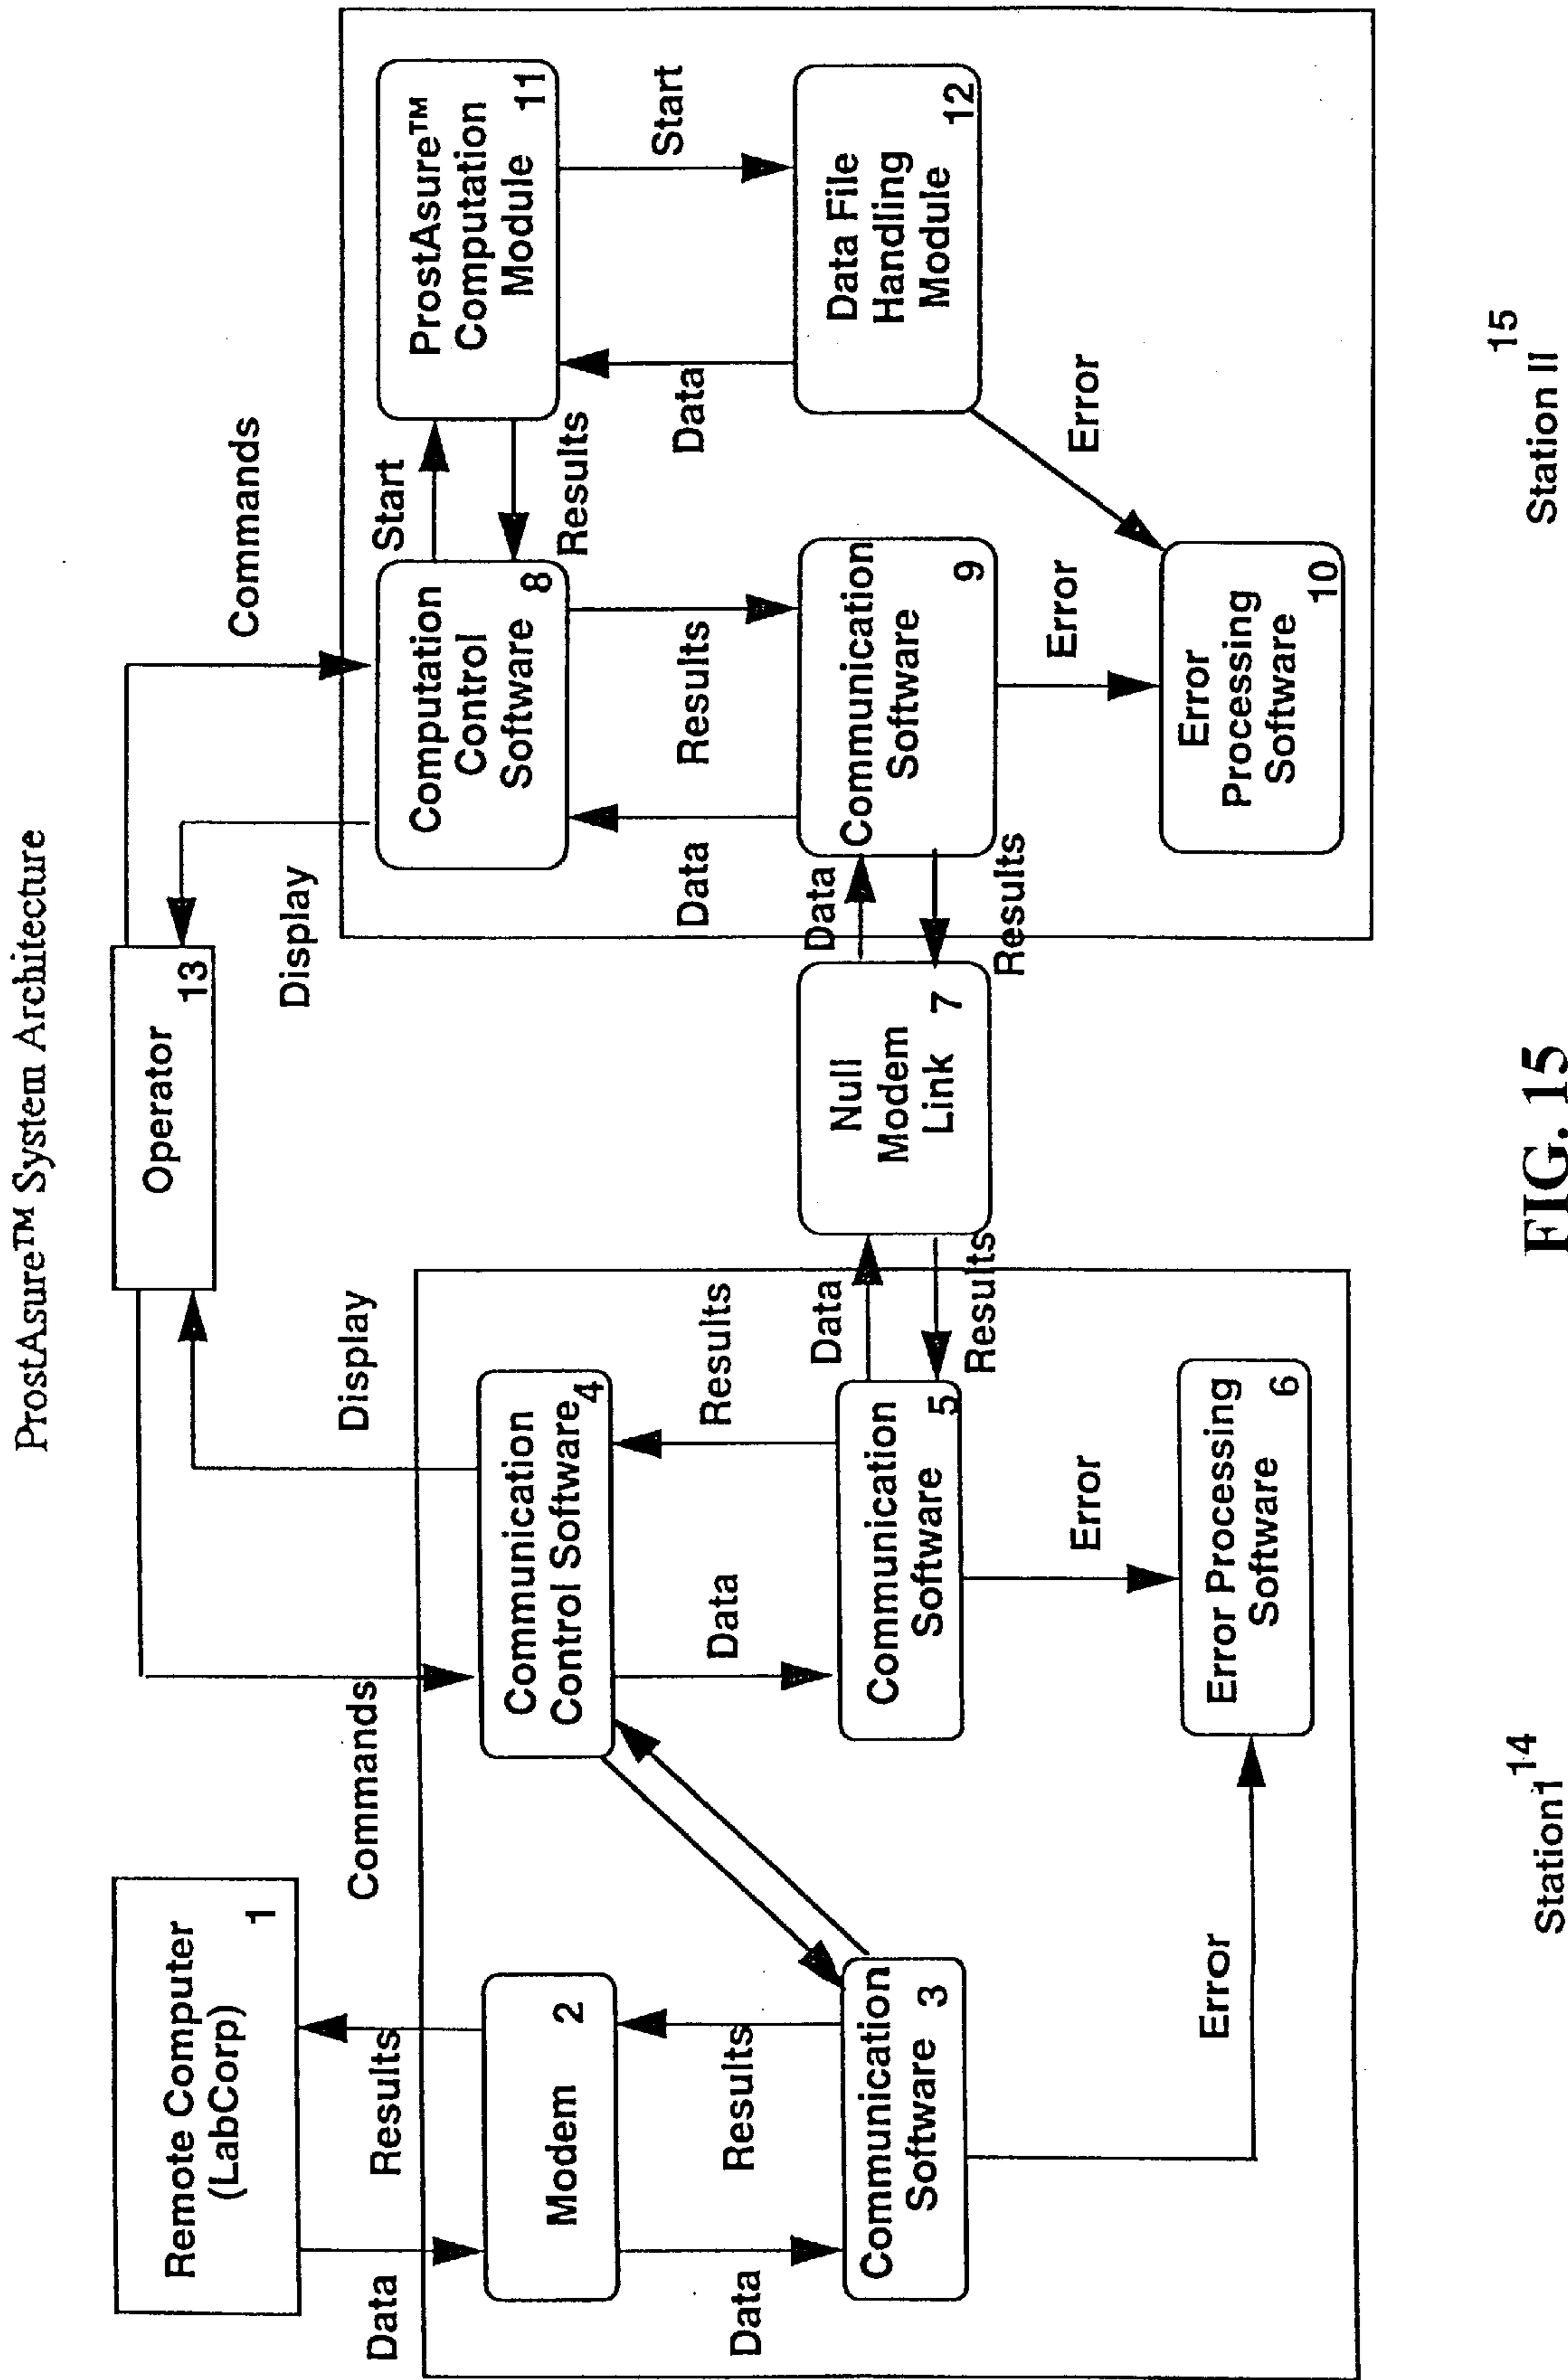 ProstAsure™ System Architecture
Remote Computer
(LabCorp)
1
Operator
13
Commands
Display
Display
Commands
Data
Results
Modem
2
Data
Results
Communication
Software
3
Communication
Control Software
4
Data
Results
Communication
Software
5
Error
Error
Error Processing
Software
6
Data
Results
Null
Modem
Link
7
Data
Results
Computation
Control
Software
8
Start
Results
ProstAsure™
Computation
Module
11
Data
Results
Data
Start
Communication
Software
9
Data File
Handling
Module
12
Error
Error
Error
Processing
Software
10
Station1 14
Station II 15
FIG. 15